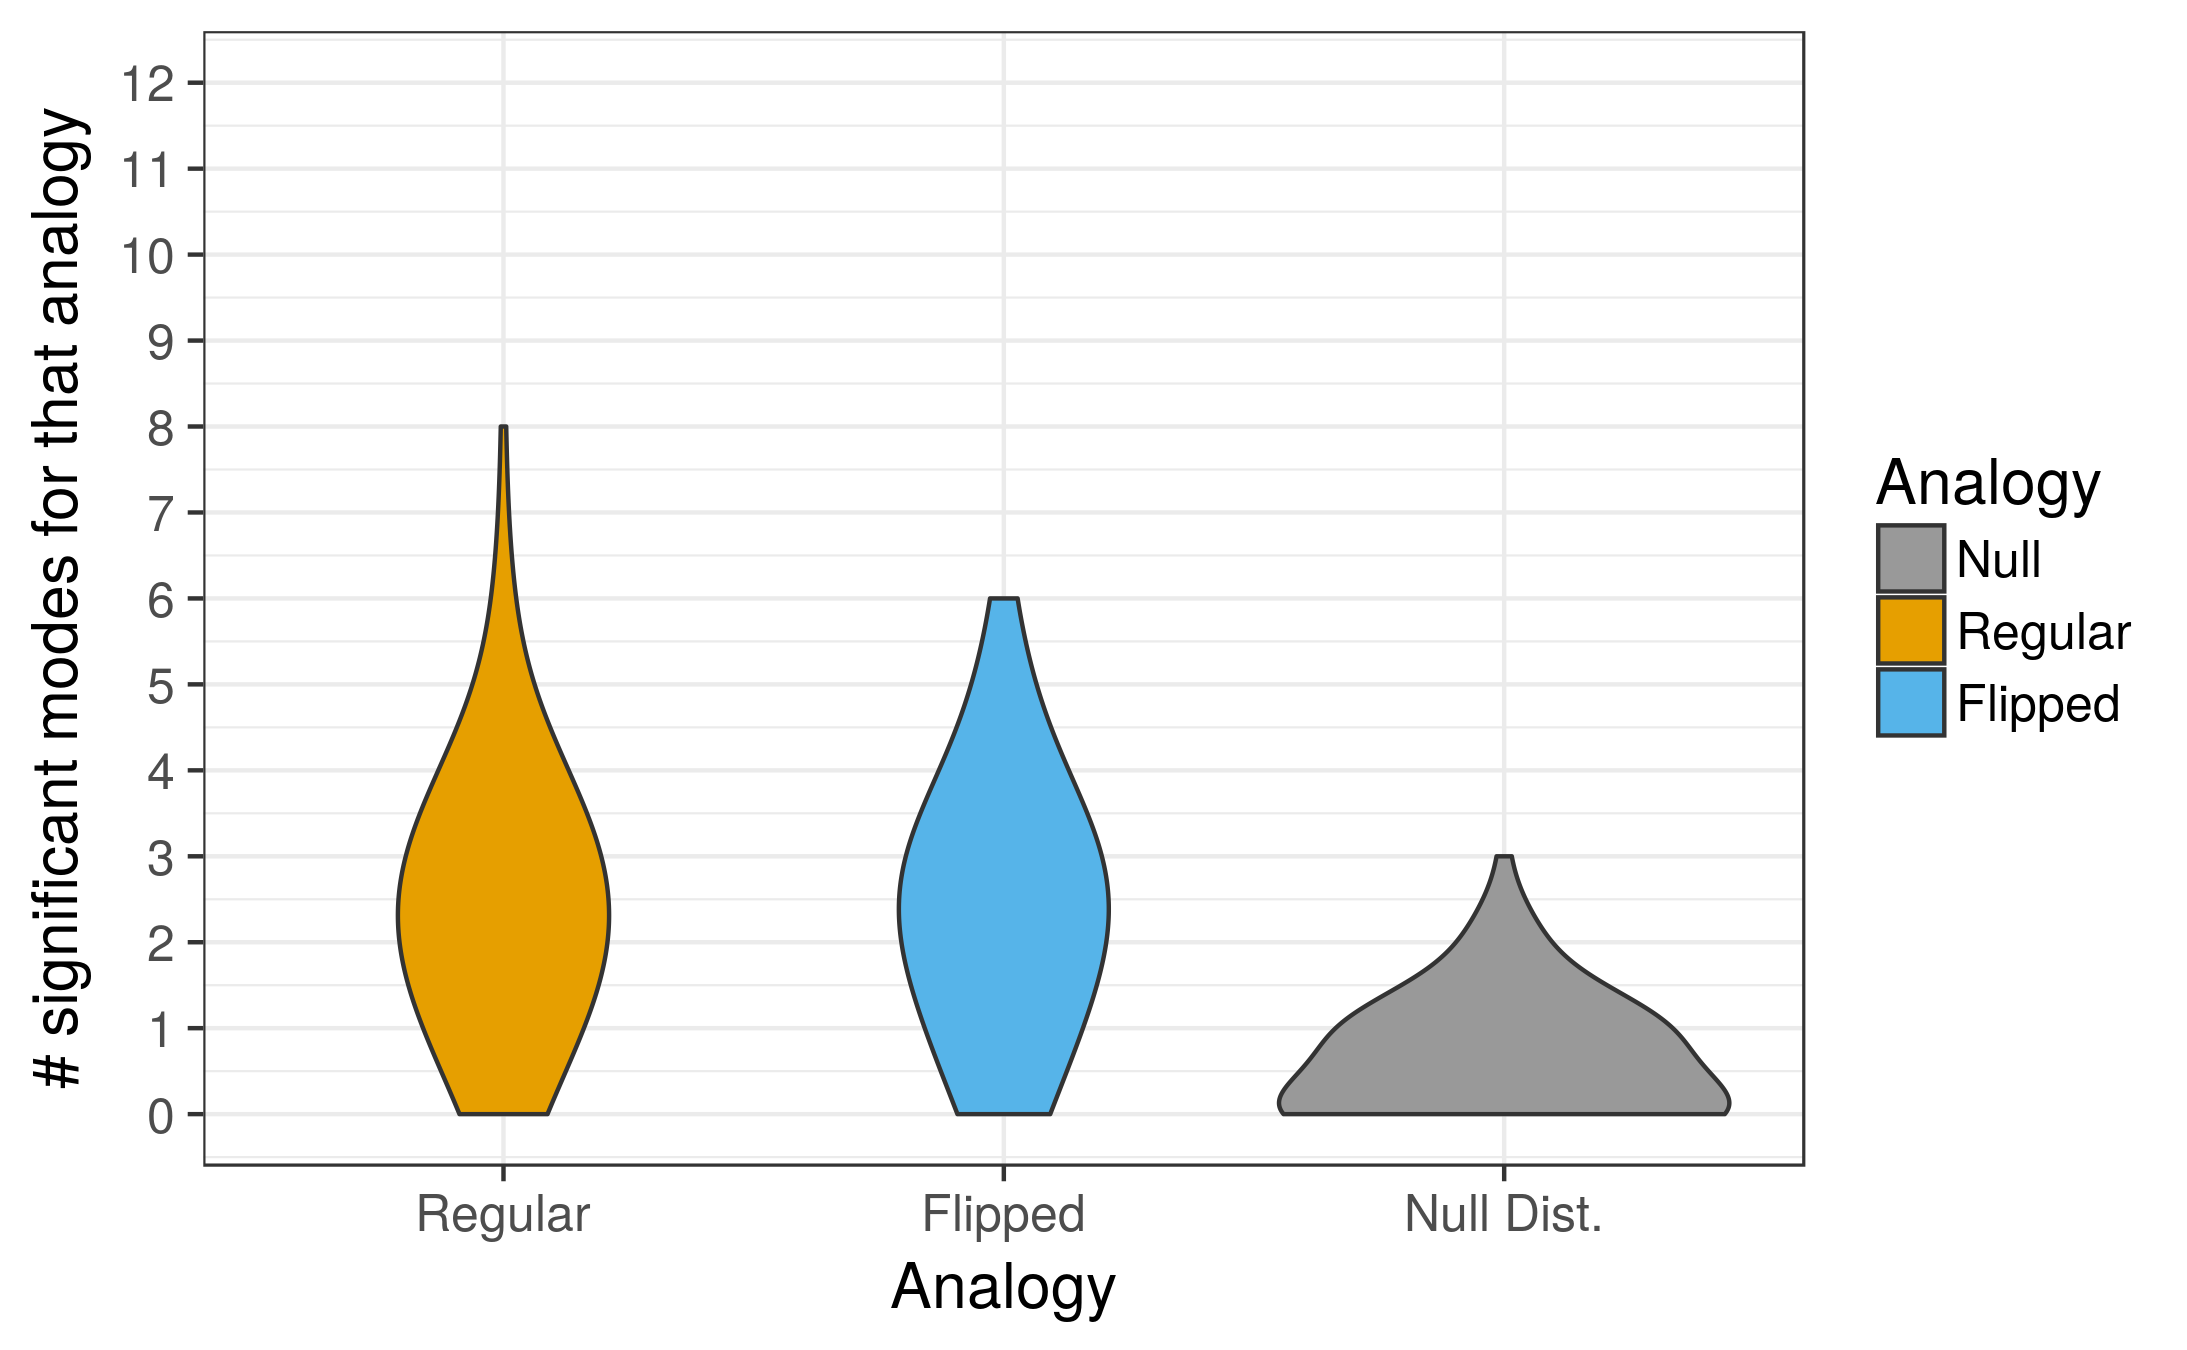 # significant modes for that analogy
12
11
10
9
8
7
6
5
4
3
2
1
0
Regular
Flipped
Null Dist.
Analogy
Analogy
Null
Regular
Flipped